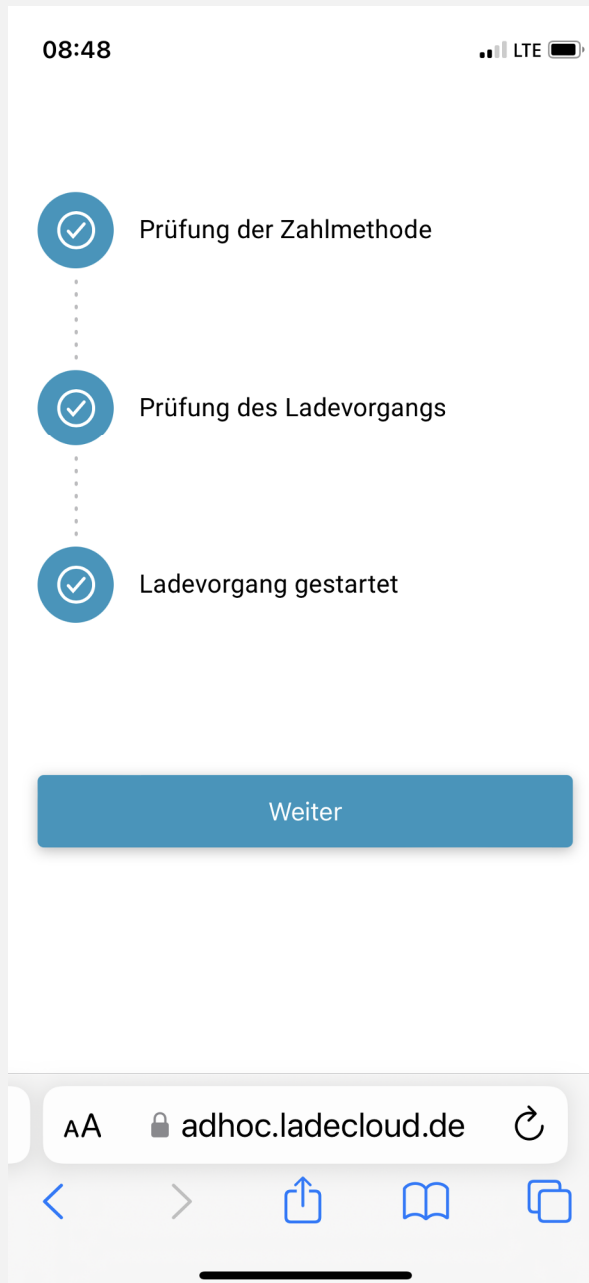 08:48
LTE
Prüfung der Zahlmethode
Prüfung des Ladevorgangs
Ladevorgang gestartet
Weiter
AA adhoc.ladecloud.de